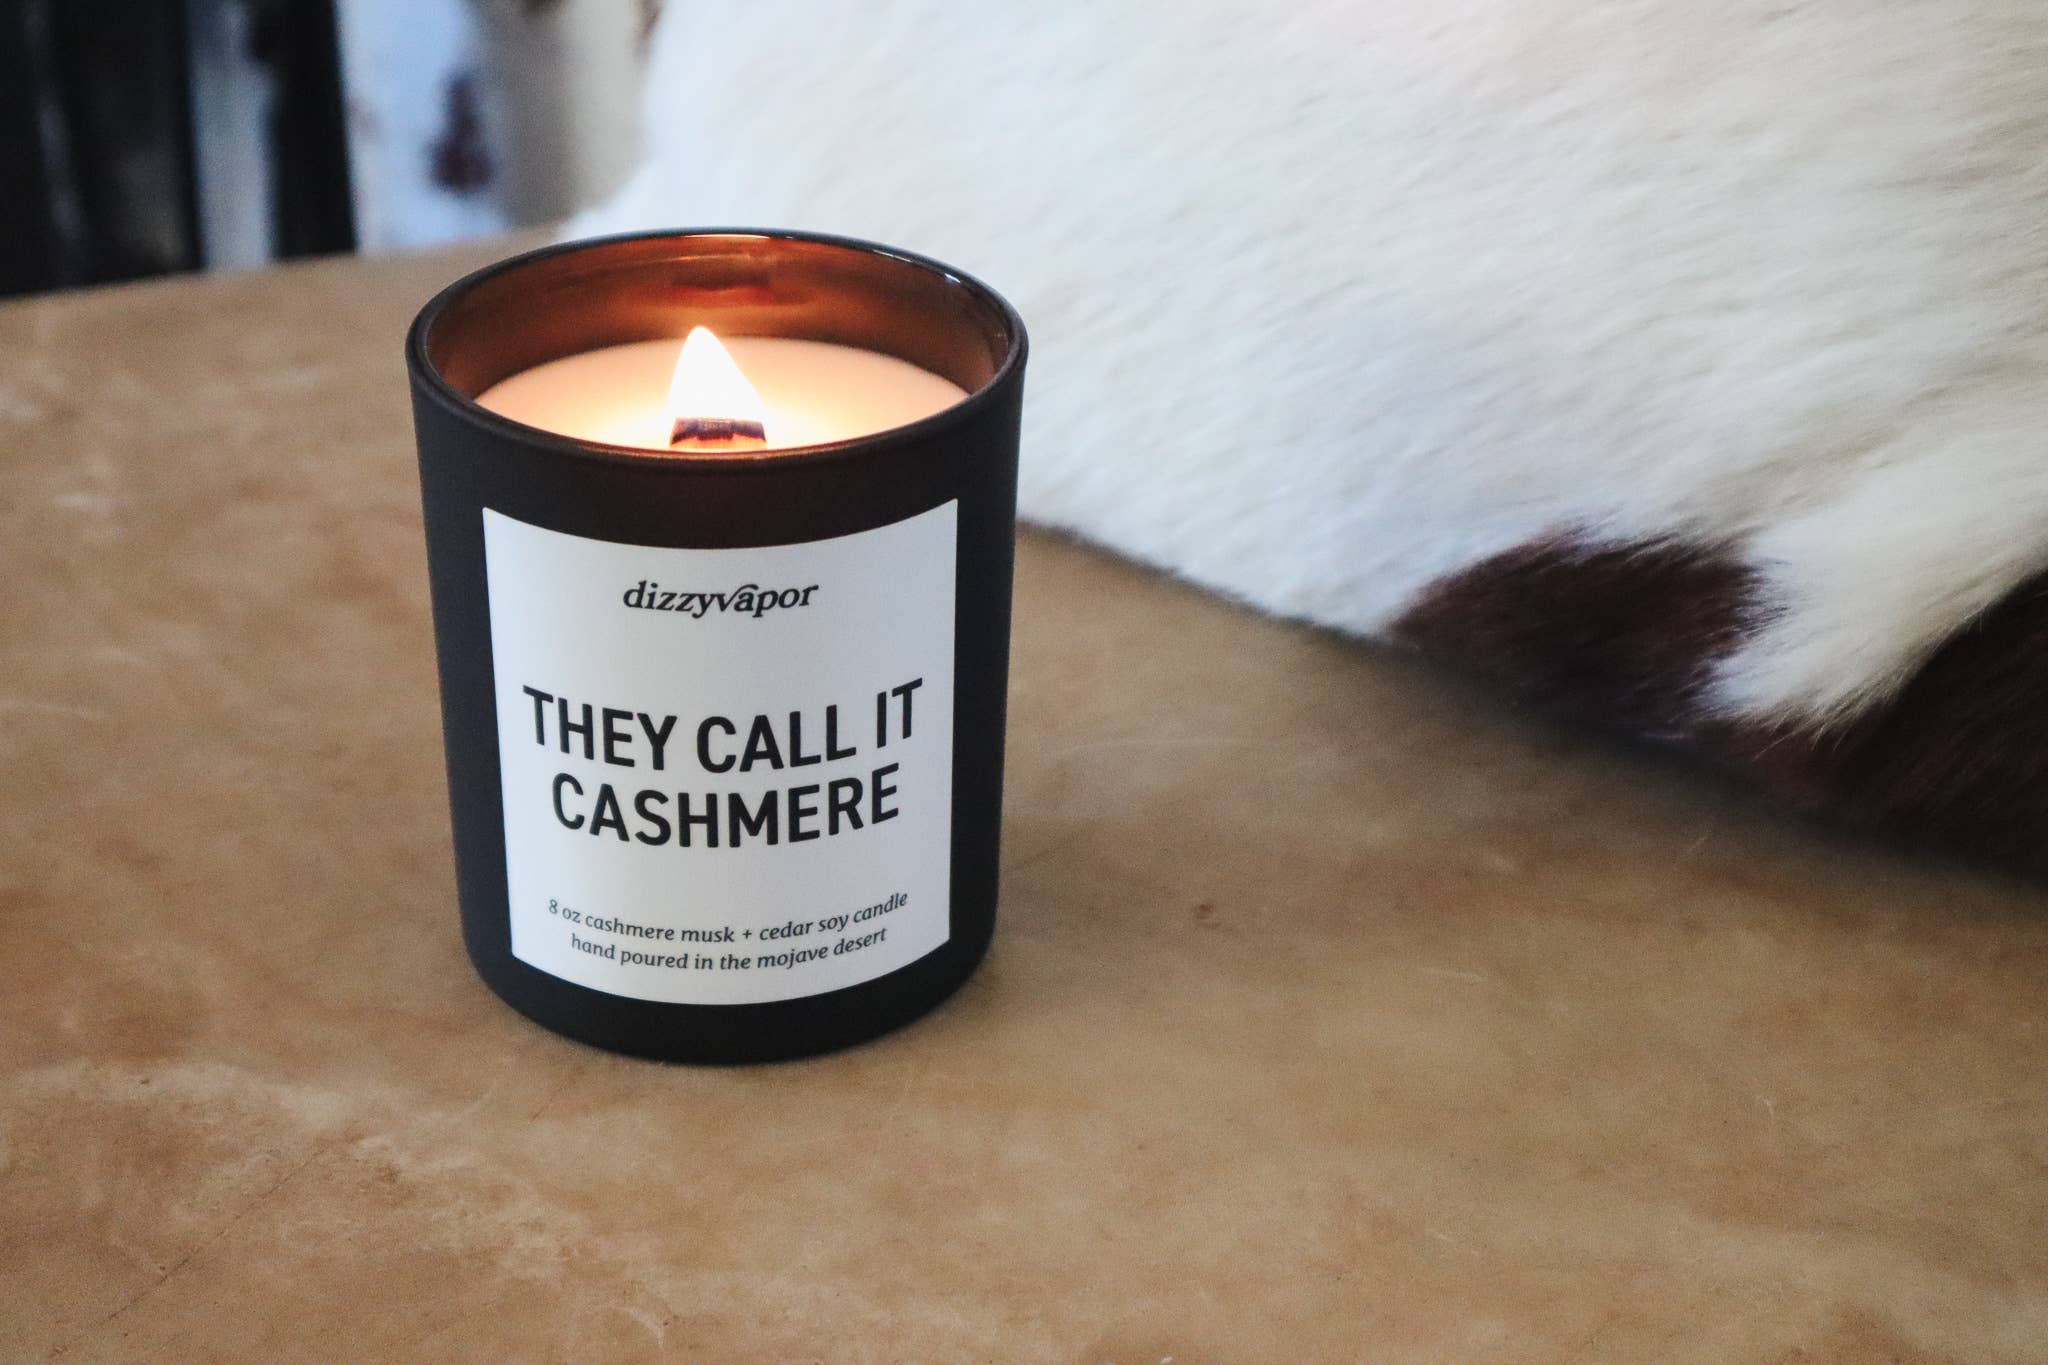 dizzyvapor
THEY CALL IT
CASHMERE
8 oz cashmere musk + cedar soy candle
hand poured in the mojave desert